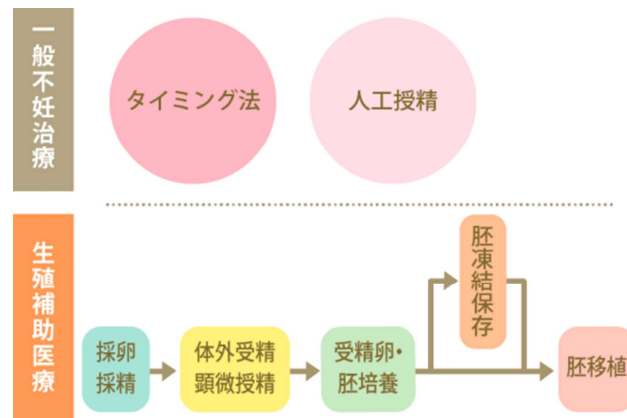 一般不妊治療
タイミング法
人工授精
生殖補助医療
採卵
採精
体外受精
顕微授精
受精卵・
胚培養
胚凍結保存
胚移植